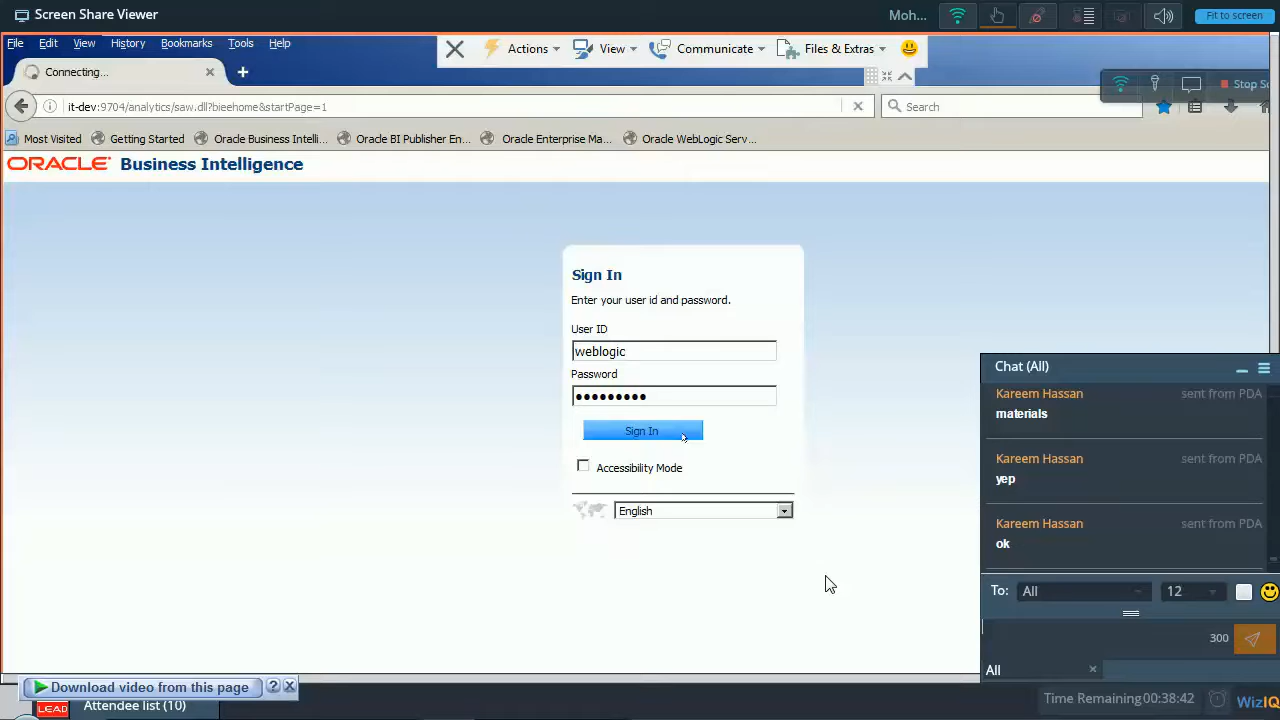 Screen Share Viewer
Moh...
Fit to screen
File Edit View History Bookmarks Tools Help
Actions View Communicate Files & Extras
Connecting...
Stop Sc
it-dev:9704/analytics/saw.dll?bieehome&startPage=1
Search
Most Visited Getting Started Oracle Business Intelli... Oracle BI Publisher En... Oracle Enterprise Ma... Oracle WebLogic Serv...
ORACLE Business Intelligence
Sign In
Enter your user id and password.
User ID
weblogic
Password
Sign In
Accessibility Mode
English
Chat (All)
Kareem Hassan sent from PDA
materials
Kareem Hassan sent from PDA
yep
Kareem Hassan sent from PDA
ok
To: All 12
300
All
Download video from this page ?
LEAD
Attendee list (10)
Time Remaining 00:38:42
WizIQ